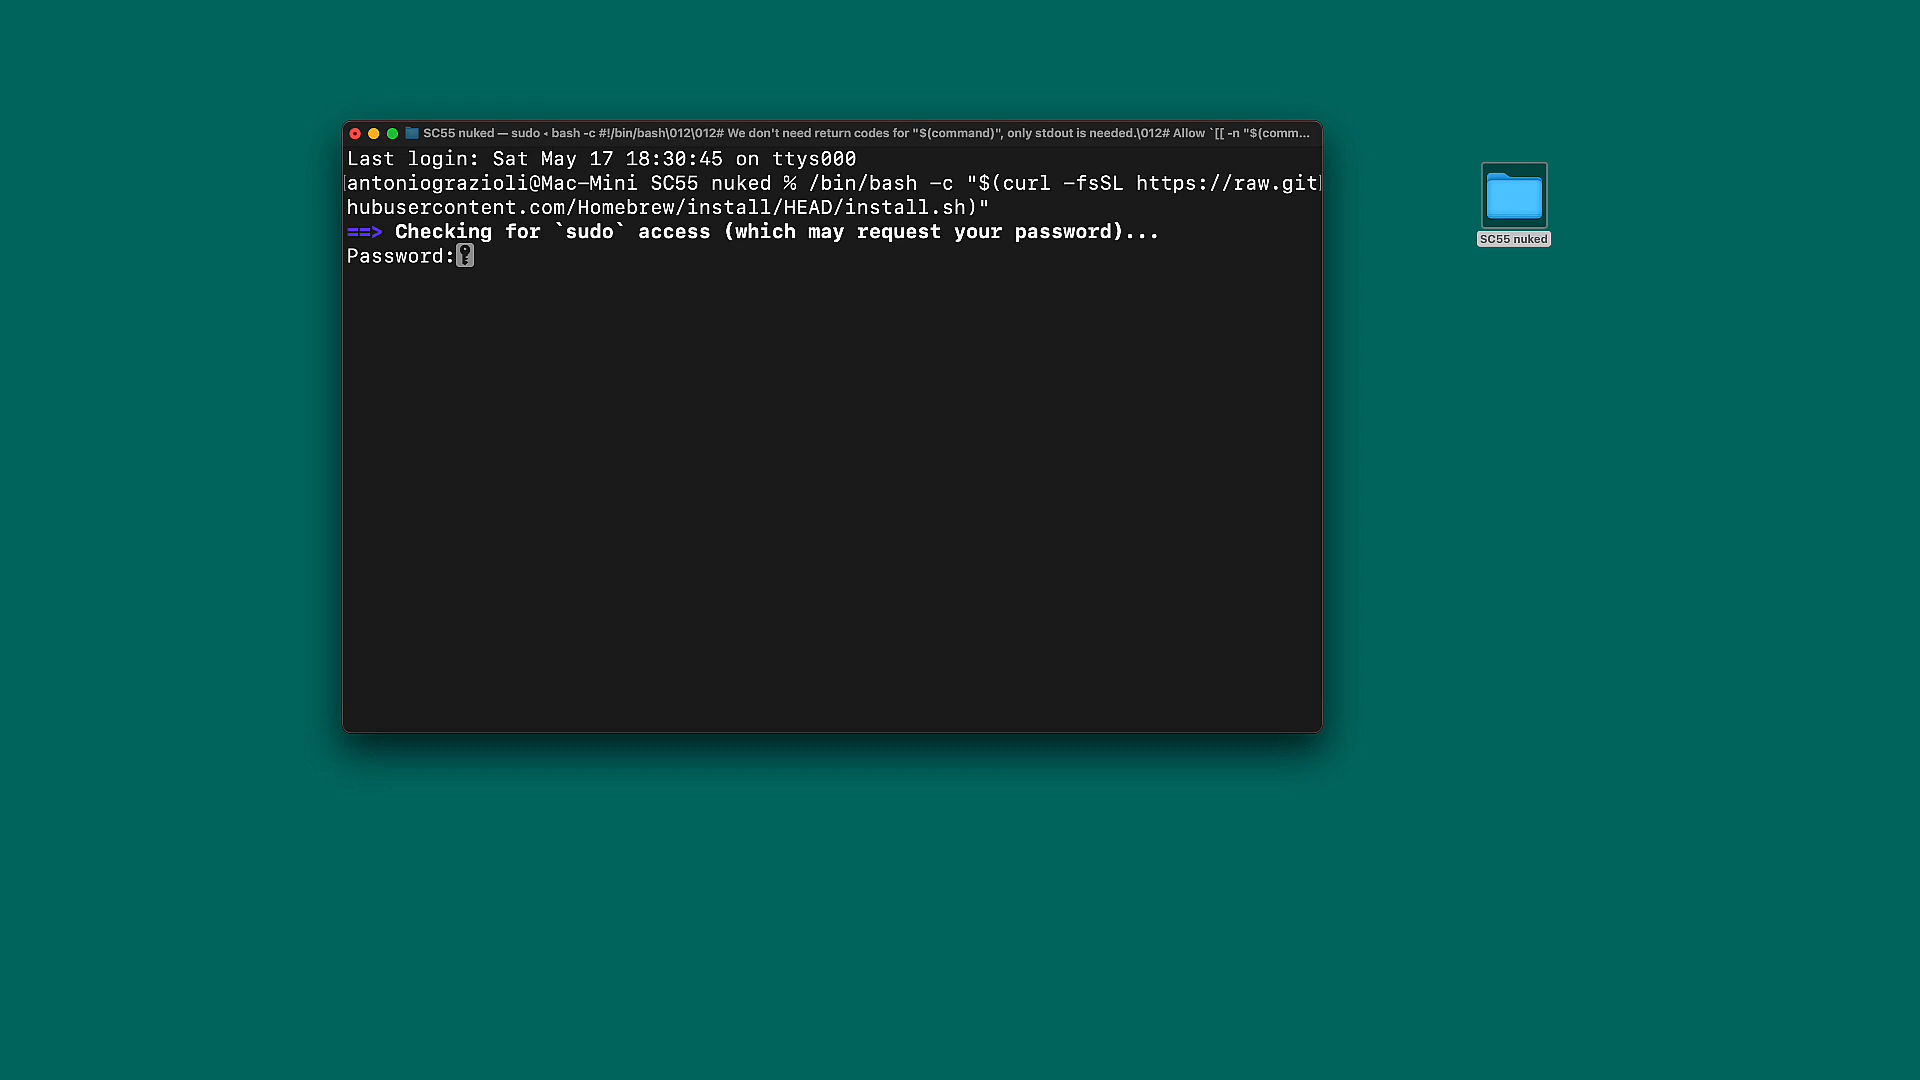 SC55 nuked — sudo ◂ bash -c #!/bin/bash\012\012# We don't need return codes for "$(command)", only stdout is needed.\012# Allow `[[ -n "$(comm...
Last login: Sat May 17 18:30:45 on ttys000
[antoniograzioli@Mac-Mini SC55 nuked % /bin/bash -c "$(curl -fsSL https://raw.git]
hubusercontent.com/Homebrew/install/HEAD/install.sh)"
==> Checking for `sudo` access (which may request your password)...
Password:
SC55 nuked